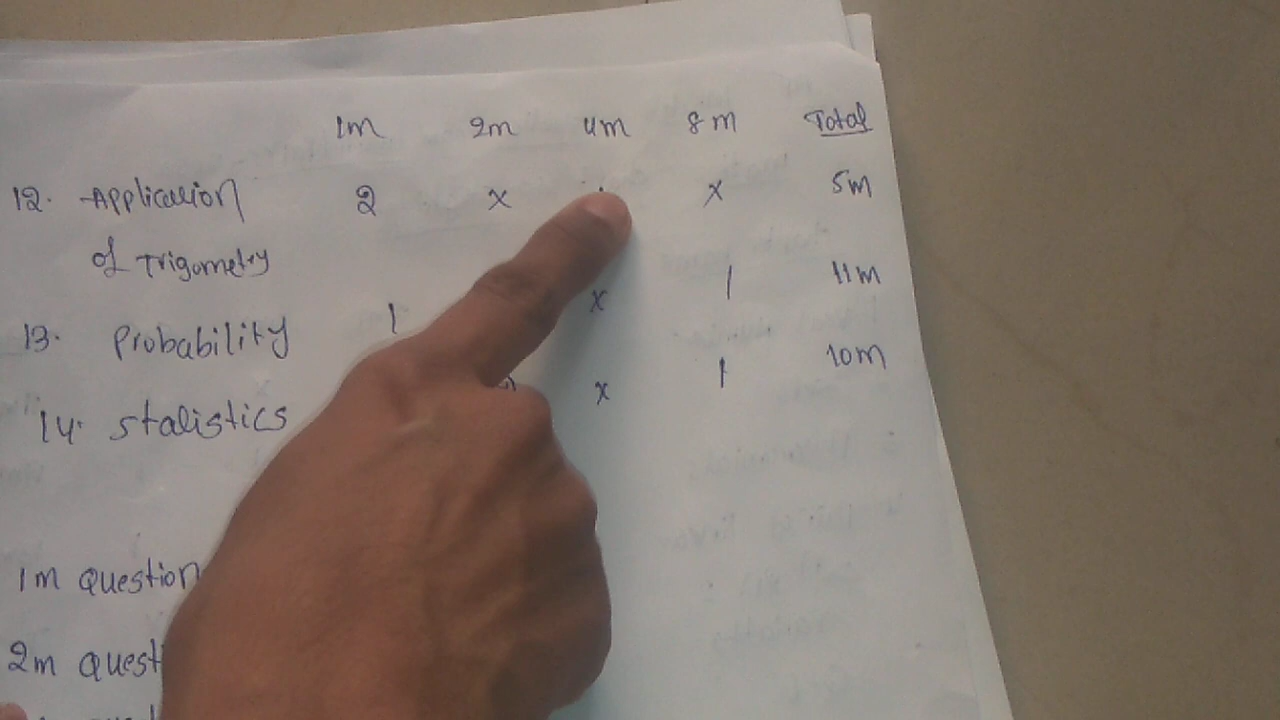 1m 2m 4m 8m Total
12. Application 2 x x 5m
of Trigometry
13. Probability 1 x 1 11m
14. Statistics x 1 10m
1m Question
2m Quest